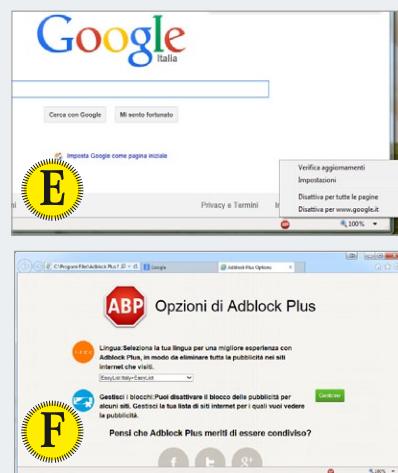 Google
Italia
Cerca con Google Mi sento fortunato
Imposta Google come pagina iniziale
E
Verifica aggiornamenti
Impostazioni
Disattiva per tutte le pagine
Disattiva per www.google.it
Privacy e Termini
100%
Google Adblock Plus Options
ABP Opzioni di Adblock Plus
Lingua:Seleziona la tua lingua per una migliore esperienza con
Adblock Plus, in modo da eliminare tutta la pubblicità nei siti
internet che visiti.
EasyList Italy+EasyList
Gestisci i blocchi:Puoi disattivare il blocco delle pubblicità per
alcuni siti. Gestisci la tua lista di siti internet per i quali vuoi vedere
la pubblicità.
Gestione
F
Pensi che Adblock Plus meriti di essere condiviso?
100%